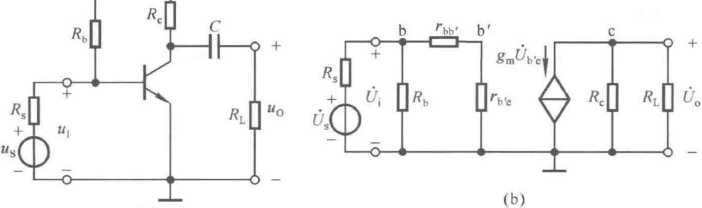 R_b
R_c
C
+
R_s
+
u_s
−
+
u_I
−
R_L
+
u_O
−
R_s
+
U̇_s
−
+
U̇_i
−
b
r_bb′
b′
R_b
r_b′e
g_m U̇_b′e
c
R_c
R_L
+
U̇_o
−
(b)